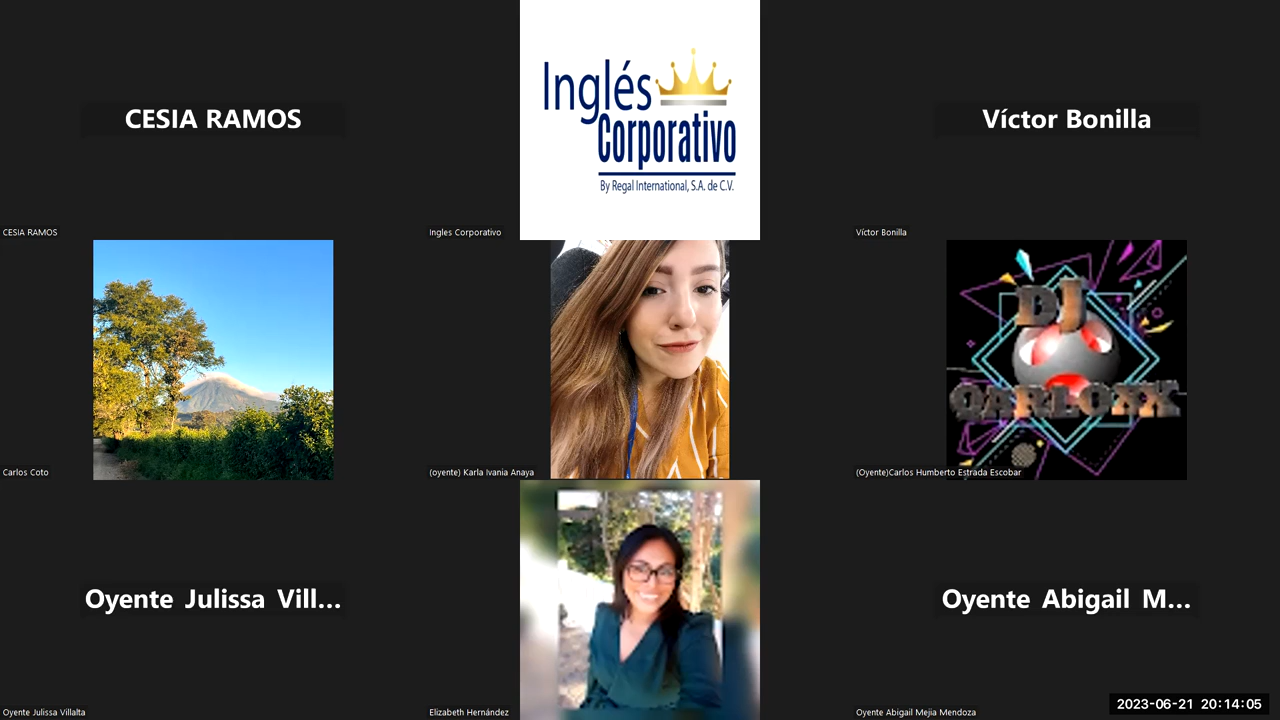 CESIA RAMOS
CESIA RAMOS
Inglés
Corporativo
By Regal International, S.A. de C.V.
Ingles Corporativo
Víctor Bonilla
Víctor Bonilla
Carlos Coto
(oyente) Karla Ivania Anaya
DJ
CARLOXX
(Oyente)Carlos Humberto Estrada Escobar
Oyente Julissa Vill...
Oyente Julissa Villalta
Elizabeth Hernández
Oyente Abigail M...
Oyente Abigail Mejia Mendoza
2023-06-21 20:14:05